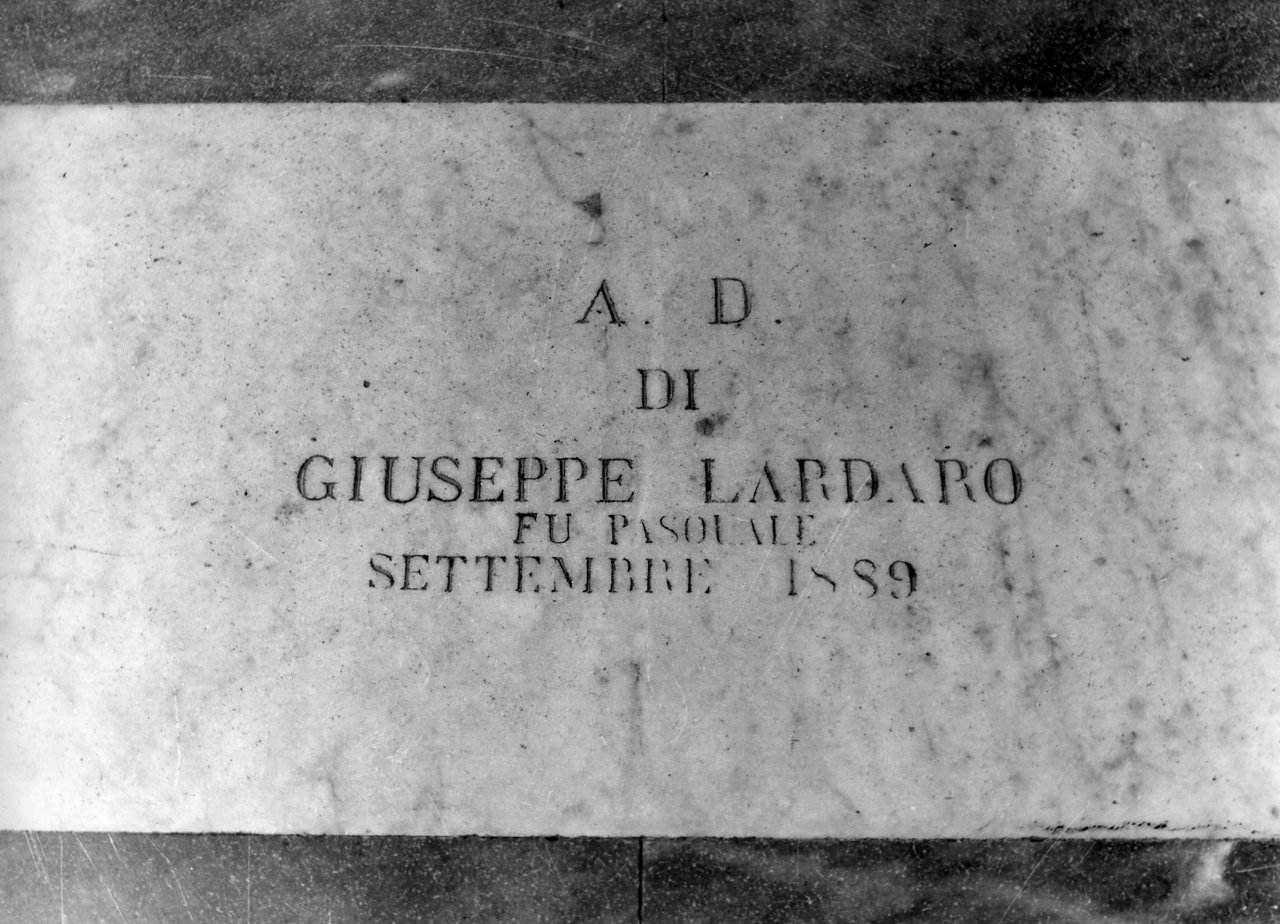 A. D.
DI
GIUSEPPE LARDARO
FU PASQUALE
SETTEMBRE 1889